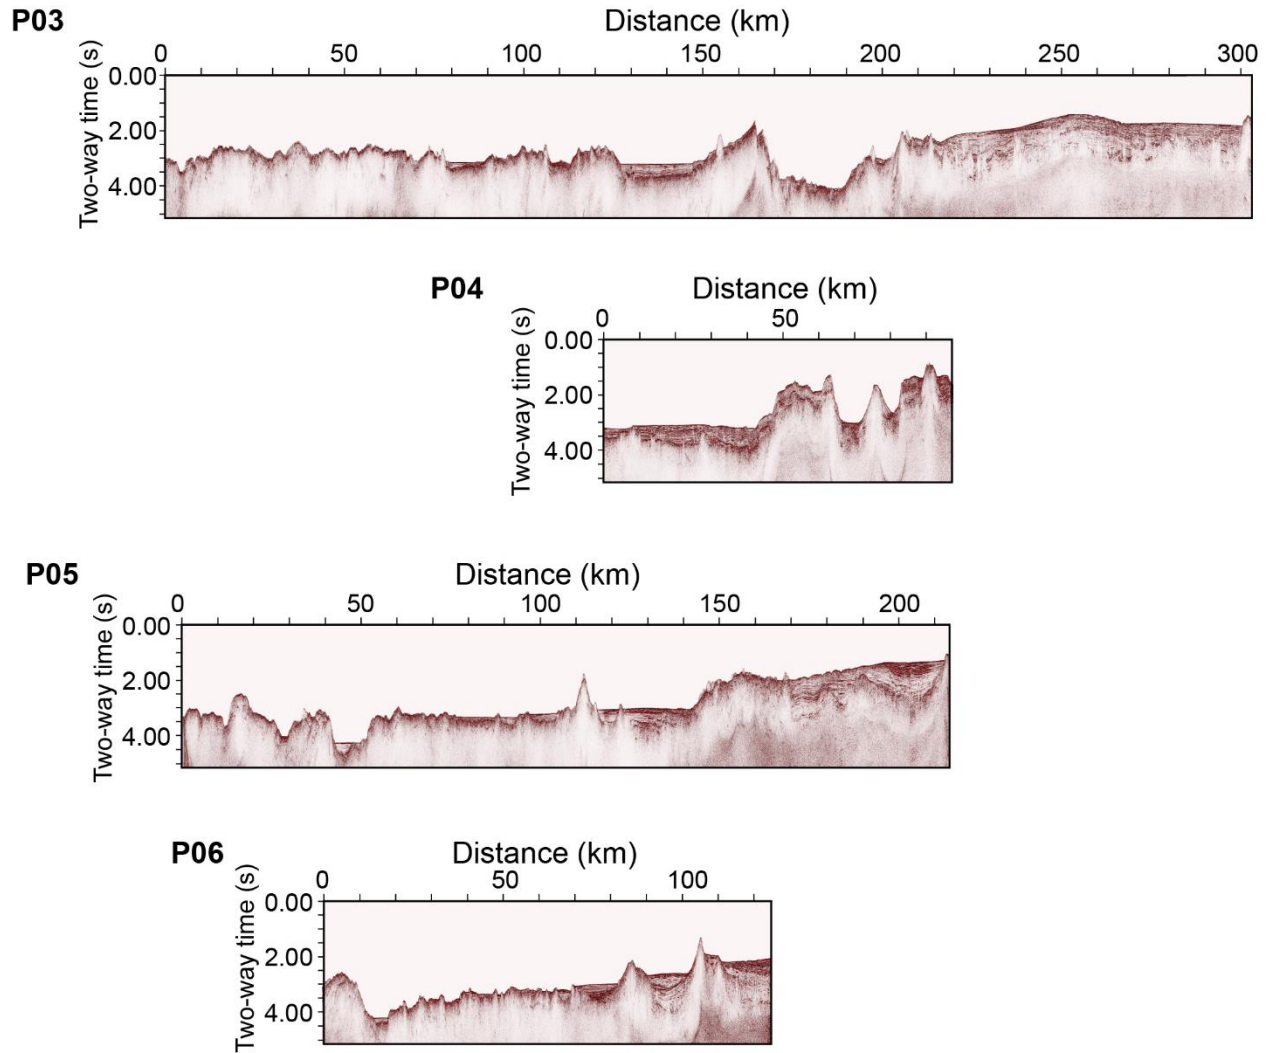 P03
Distance (km)
0 50 100 150 200 250 300
Two-way time (s)
0.00
2.00
4.00
P04
Distance (km)
0 50
Two-way time (s)
0.00
2.00
4.00
P05
Distance (km)
0 50 100 150 200
Two-way time (s)
0.00
2.00
4.00
P06
Distance (km)
0 50 100
Two-way time (s)
0.00
2.00
4.00